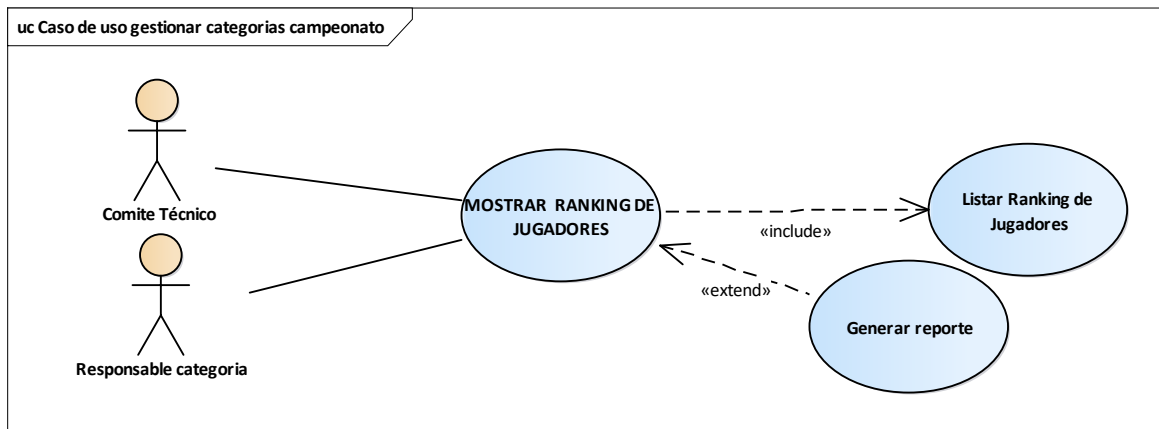 uc Caso de uso gestionar categorias campeonato
Comite Técnico
MOSTRAR RANKING DE
JUGADORES
Listar Ranking de
Jugadores
«include»
«extend»
Generar reporte
Responsable categoria